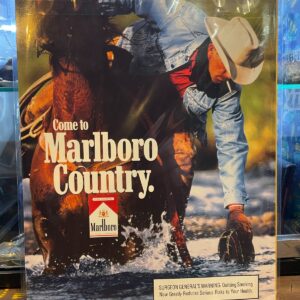 Come to
Marlboro
Country.
Marlboro
SURGEON GENERAL'S WARNING: Quitting Smoking
Now Greatly Reduces Serious Risks to Your Health.